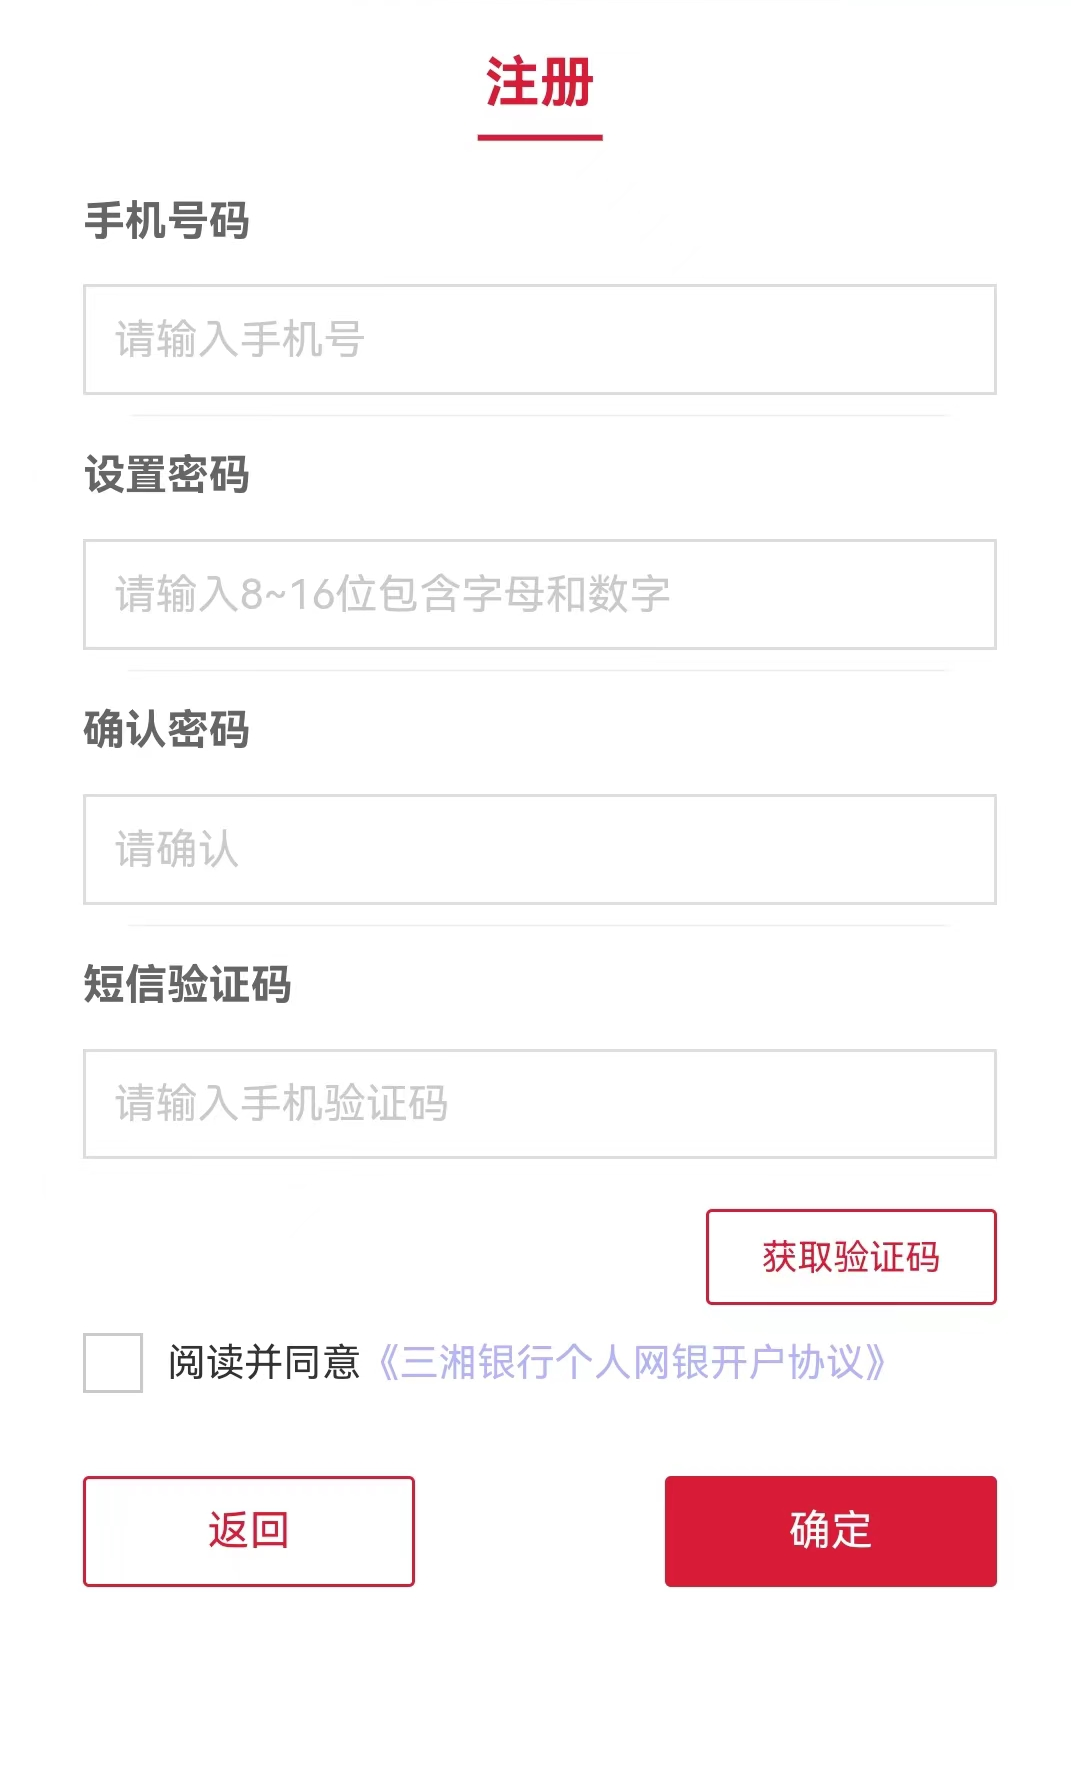 注册
手机号码
请输入手机号
设置密码
请输入8~16位包含字母和数字
确认密码
请确认
短信验证码
请输入手机验证码
获取验证码
阅读并同意《三湘银行个人网银开户协议》
返回
确定